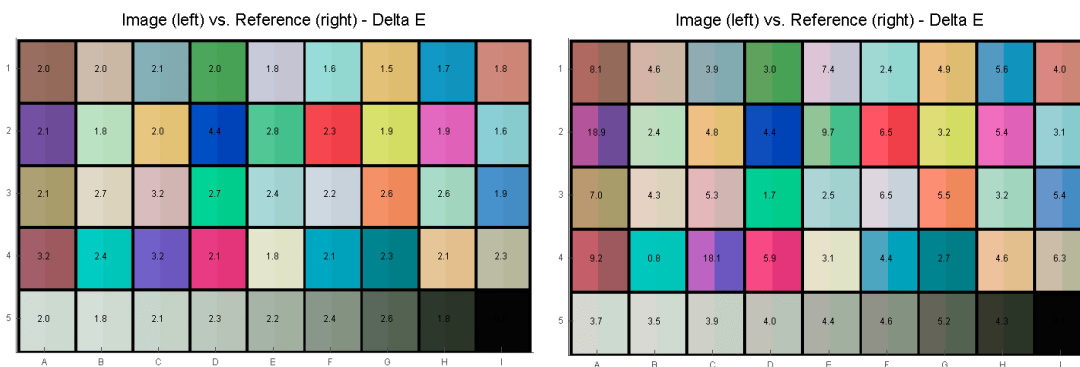 Image (left) vs. Reference (right) - Delta E
1 2.0 2.0 2.1 2.0 1.8 1.6 1.5 1.7 1.8
2 2.1 1.8 2.0 4.4 2.8 2.3 1.9 1.9 1.6
3 2.1 2.7 3.2 2.7 2.4 2.2 2.6 2.6 1.9
4 3.2 2.4 3.2 2.1 1.8 2.1 2.3 2.1 2.3
5 2.0 1.8 2.1 2.3 2.2 2.4 2.6 1.8
A B C D E F G H I
Image (left) vs. Reference (right) - Delta E
1 8.1 4.6 3.9 3.0 7.4 2.4 4.9 5.6 4.0
2 18.9 2.4 4.8 4.4 9.7 6.5 3.2 5.4 3.1
3 7.0 4.3 5.3 1.7 2.5 6.5 5.5 3.2 5.4
4 9.2 0.8 18.1 5.9 3.1 4.4 2.7 4.6 6.3
5 3.7 3.5 3.9 4.0 4.4 4.6 5.2 4.3
A B C D E F G H I